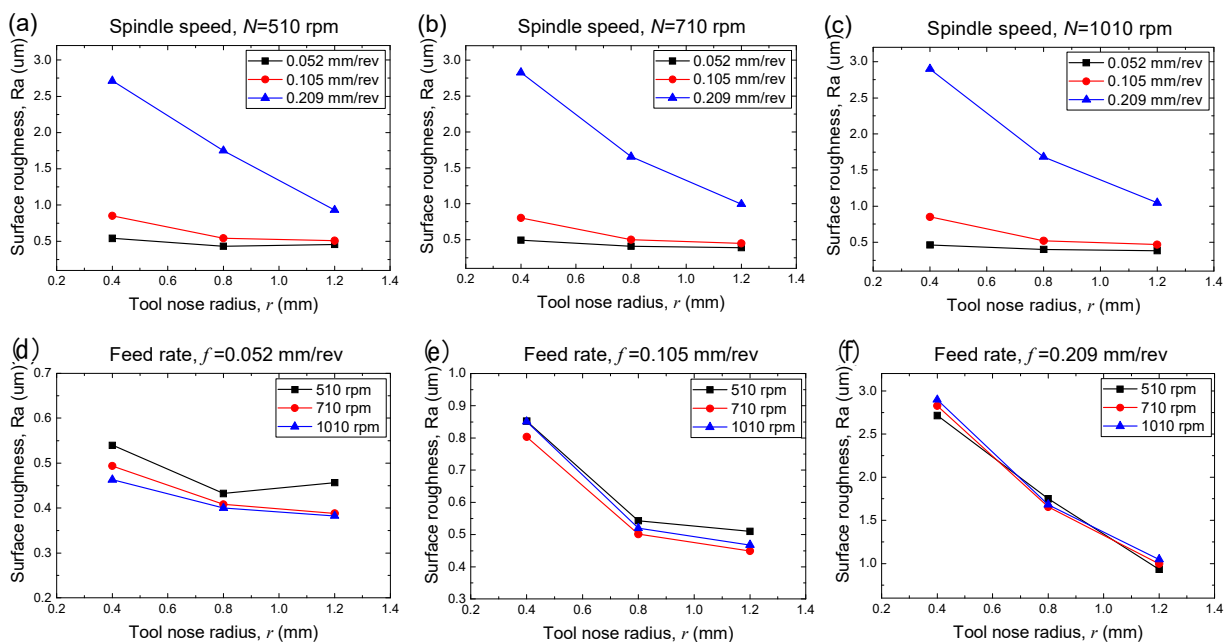 (a)
Spindle speed, N=510 rpm
Surface roughness, Ra (um)
3.0
2.5
2.0
1.5
1.0
0.5
0.052 mm/rev
0.105 mm/rev
0.209 mm/rev
0.2 0.4 0.6 0.8 1.0 1.2 1.4
Tool nose radius, r (mm)
(b)
Spindle speed, N=710 rpm
Surface roughness, Ra (um)
3.0
2.5
2.0
1.5
1.0
0.5
0.052 mm/rev
0.105 mm/rev
0.209 mm/rev
0.2 0.4 0.6 0.8 1.0 1.2 1.4
Tool nose radius, r (mm)
(c)
Spindle speed, N=1010 rpm
Surface roughness, Ra (um)
3.0
2.5
2.0
1.5
1.0
0.5
0.052 mm/rev
0.105 mm/rev
0.209 mm/rev
0.2 0.4 0.6 0.8 1.0 1.2 1.4
Tool nose radius, r (mm)
(d)
Feed rate, f=0.052 mm/rev
Surface roughness, Ra (um)
0.7
0.6
0.5
0.4
0.3
0.2
510 rpm
710 rpm
1010 rpm
0.2 0.4 0.6 0.8 1.0 1.2 1.4
Tool nose radius, r (mm)
(e)
Feed rate, f=0.105 mm/rev
Surface roughness, Ra (um)
1.0
0.9
0.8
0.7
0.6
0.5
0.4
0.3
510 rpm
710 rpm
1010 rpm
0.2 0.4 0.6 0.8 1.0 1.2 1.4
Tool nose radius, r (mm)
(f)
Feed rate, f=0.209 mm/rev
Surface roughness, Ra (um)
3.0
2.5
2.0
1.5
1.0
510 rpm
710 rpm
1010 rpm
0.2 0.4 0.6 0.8 1.0 1.2 1.4
Tool nose radius, r (mm)